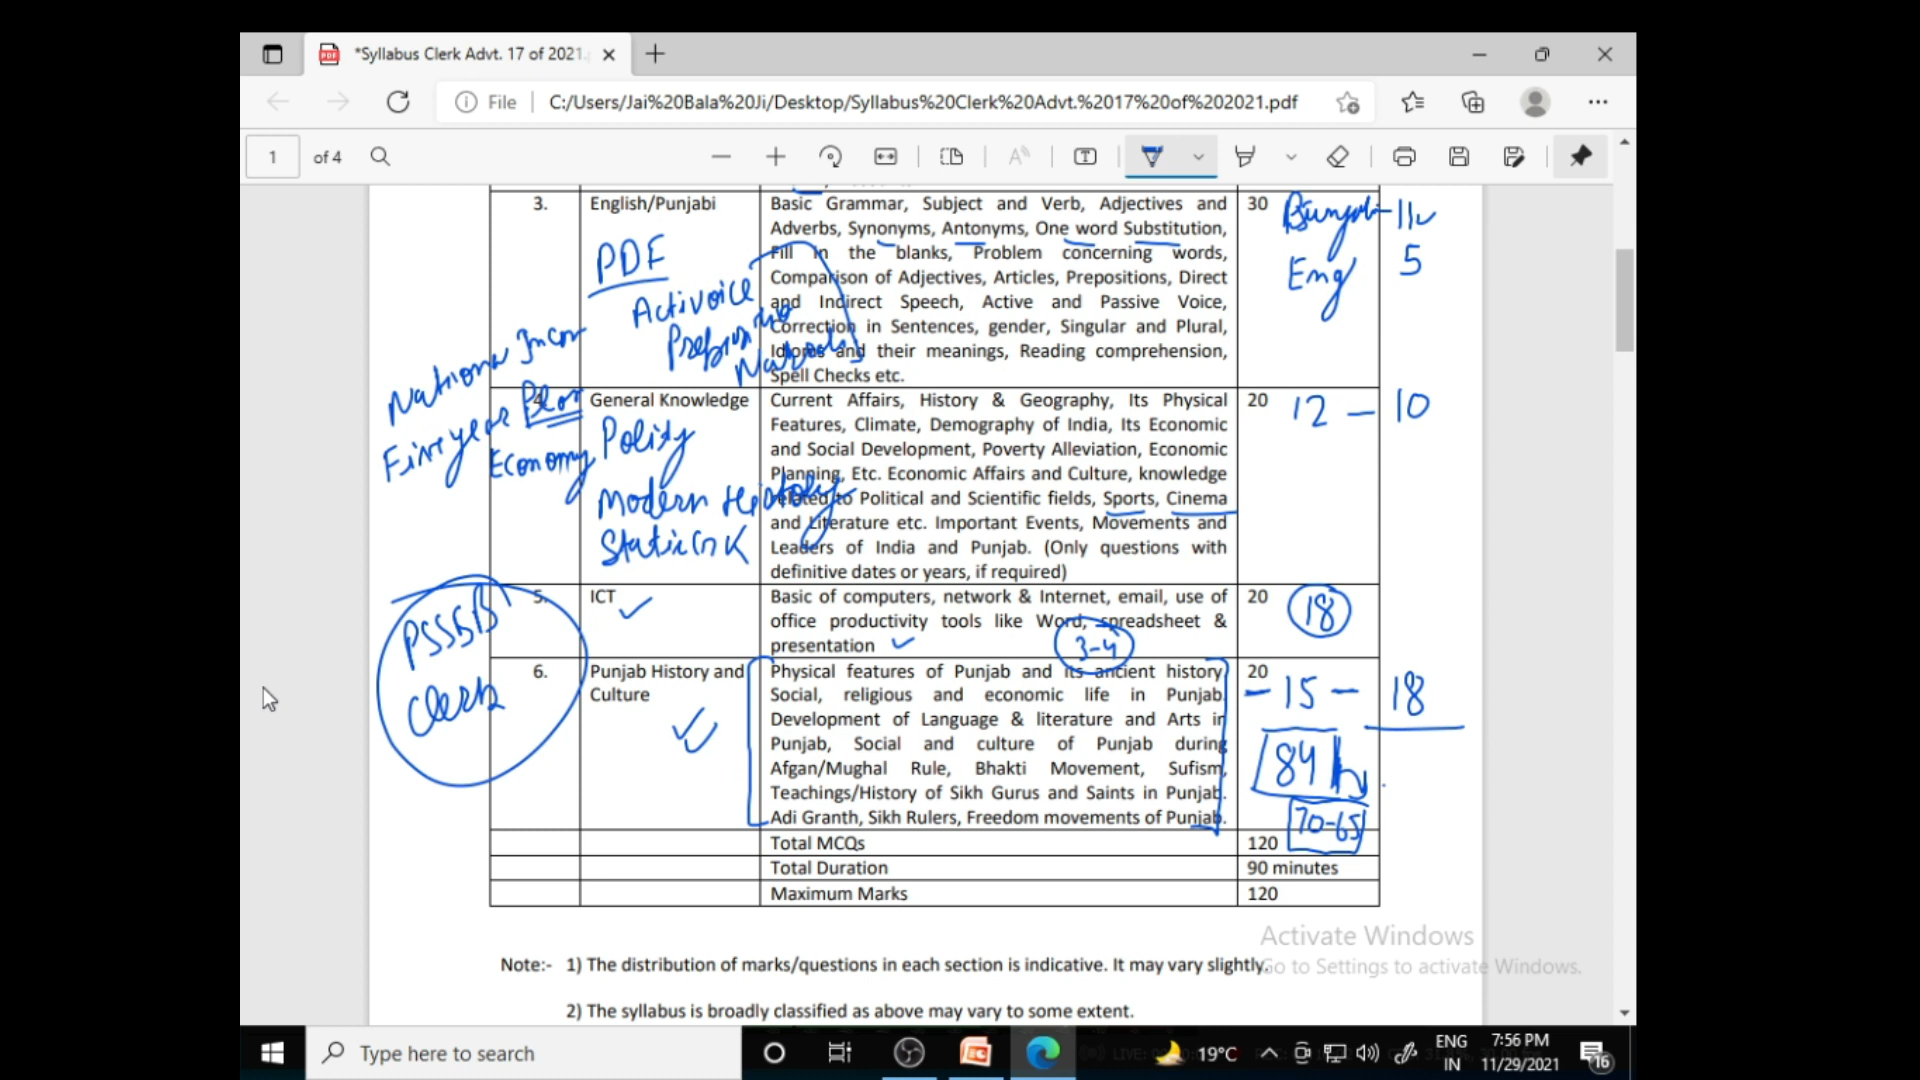 *Syllabus Clerk Advt. 17 of 2021.
File
C:/Users/Jai%20Bala%20Ji/Desktop/Syllabus%20Clerk%20Advt.%2017%20of%202021.pdf
1 of 4
3. English/Punjabi
Basic Grammar, Subject and Verb, Adjectives and
Adverbs, Synonyms, Antonyms, One word Substitution,
Fill in the blanks, Problem concerning words,
Comparison of Adjectives, Articles, Prepositions, Direct
and Indirect Speech, Active and Passive Voice,
Correction in Sentences, gender, Singular and Plural,
Idioms and their meanings, Reading comprehension,
Spell Checks etc.
30
11
Eng 5
PDF
4. General Knowledge
Current Affairs, History & Geography, Its Physical
Features, Climate, Demography of India, Its Economic
and Social Development, Poverty Alleviation, Economic
Planning, Etc. Economic Affairs and Culture, knowledge
related to Political and Scientific fields, Sports, Cinema
and Literature etc. Important Events, Movements and
Leaders of India and Punjab. (Only questions with
definitive dates or years, if required)
20
12 - 10
Plan
Economy
Polity
Modern History
Static GK
5. ICT
Basic of computers, network & Internet, email, use of
office productivity tools like Word, spreadsheet &
presentation
20
18
3-4
PSSSB
Clerk
6. Punjab History and
Culture
Physical features of Punjab and its ancient history
Social, religious and economic life in Punjab.
Development of Language & literature and Arts in
Punjab, Social and culture of Punjab during
Afgan/Mughal Rule, Bhakti Movement, Sufism,
Teachings/History of Sikh Gurus and Saints in Punjab.
Adi Granth, Sikh Rulers, Freedom movements of Punjab.
20
- 15 - 18
84
70-65
Total MCQs 120
Total Duration 90 minutes
Maximum Marks 120
Activate Windows
Go to Settings to activate Windows.
Note:- 1) The distribution of marks/questions in each section is indicative. It may vary slightly.
2) The syllabus is broadly classified as above may vary to some extent.
Type here to search
19°C
ENG
IN
7:56 PM
11/29/2021
16